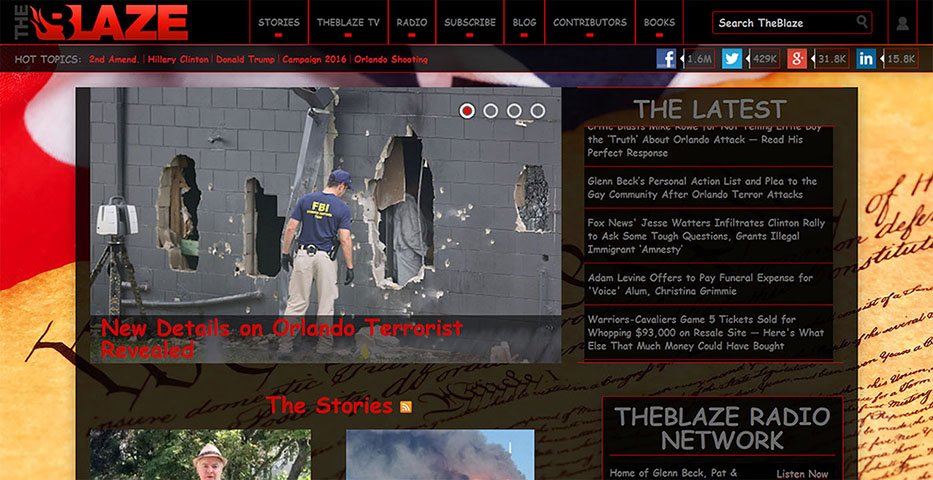 THE BLAZE
STORIES
THEBLAZE TV
RADIO
SUBSCRIBE
BLOG
CONTRIBUTORS
BOOKS
Search TheBlaze
HOT TOPICS: 2nd Amend. | Hillary Clinton | Donald Trump | Campaign 2016 | Orlando Shooting
1.6M
429K
31.8K
15.8K
FBI
New Details on Orlando Terrorist
Revealed
THE LATEST
Critic Blasts Mike Rowe for Not Telling Little Boy
the 'Truth' About Orlando Attack — Read His
Perfect Response
Glenn Beck's Personal Action List and Plea to the
Gay Community After Orlando Terror Attacks
Fox News' Jesse Watters Infiltrates Clinton Rally
to Ask Some Tough Questions, Grants Illegal
Immigrant 'Amnesty'
Adam Levine Offers to Pay Funeral Expense for
'Voice' Alum, Christina Grimmie
Warriors-Cavaliers Game 5 Tickets Sold for
Whopping $93,000 on Resale Site — Here's What
Else That Much Money Could Have Bought
The Stories
THEBLAZE RADIO
NETWORK
Home of Glenn Beck, Pat &
Listen Now